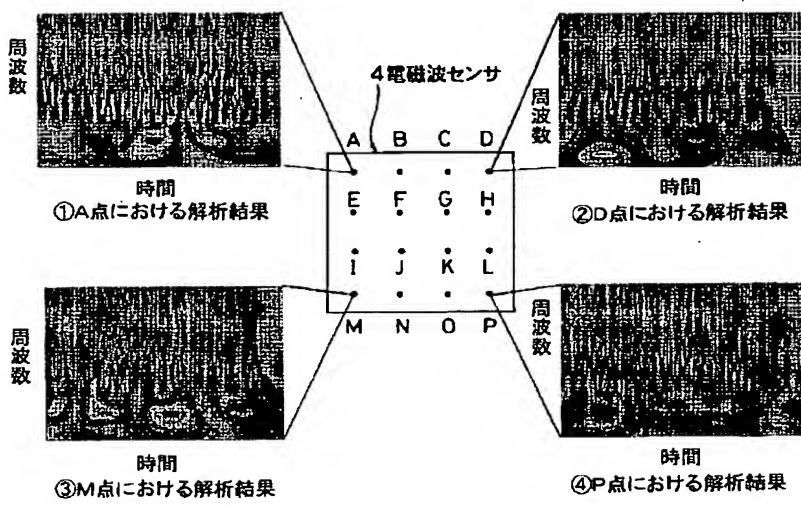 周波数
4電磁波センサ
周波数
A B C D
時間
①A点における解析結果
時間
②D点における解析結果
E F G H
I J K L
周波数
周波数
M N O P
時間
③M点における解析結果
時間
④P点における解析結果